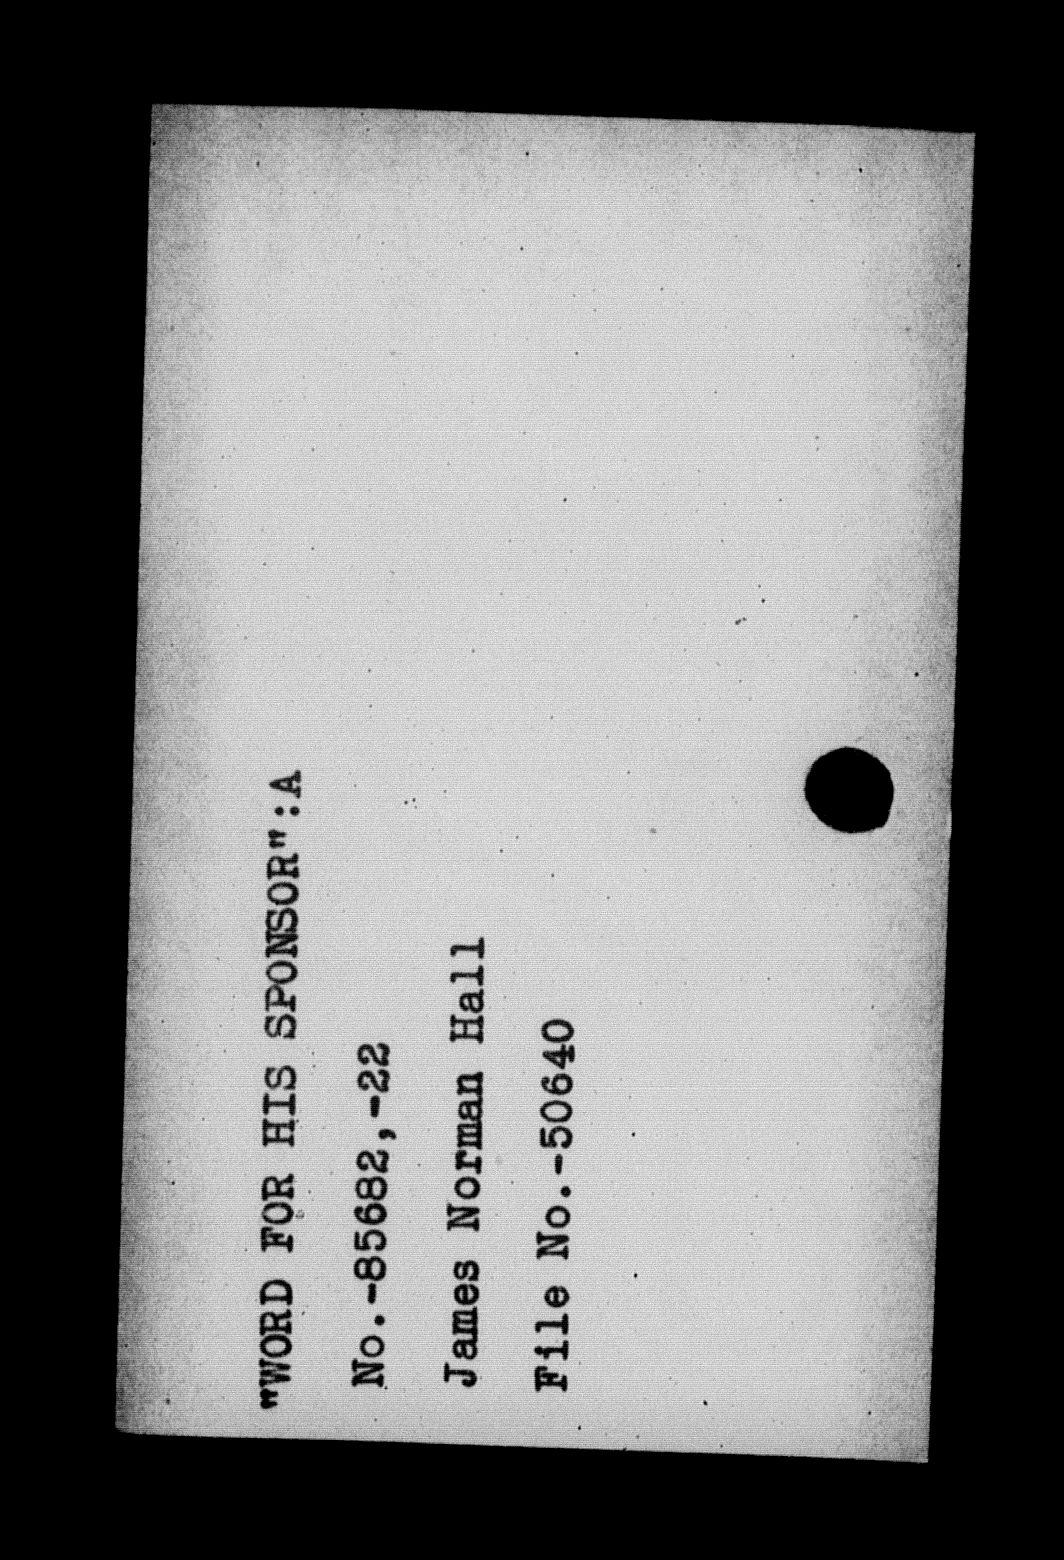 "WORD FOR HIS SPONSOR":A
No.-85682,-22
James Norman Hall
File No.-50640